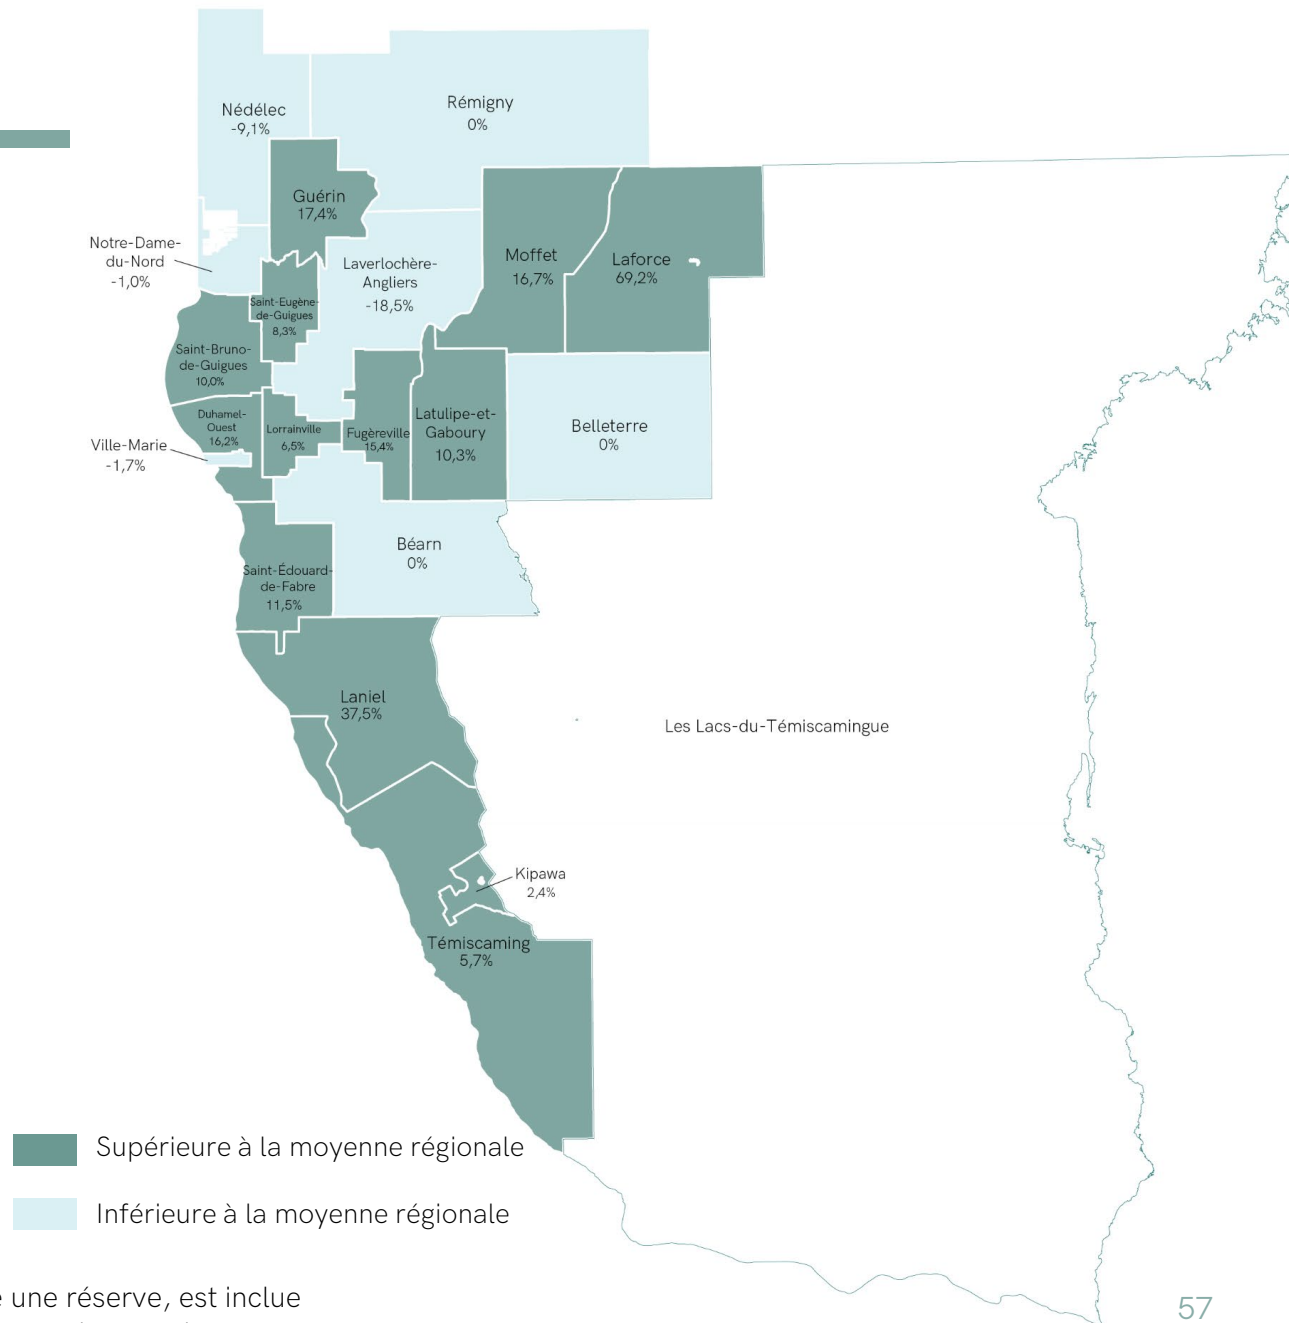 Nédélec
-9,1%
Rémigny
0%
Guérin
17,4%
Notre-Dame-
du-Nord
-1,0%
Laverlochère-
Angliers
-18,5%
Moffet
16,7%
Laforce
69,2%
Saint-Eugène-
de-Guigues
8,3%
Saint-Bruno-
de-Guigues
10,0%
Duhamel-
Ouest
16,2%
Lorrainville
6,5%
Fugèreville
15,4%
Latulipe-et-
Gaboury
10,3%
Belleterre
0%
Ville-Marie
-1,7%
Béarn
0%
Saint-Édouard-
de-Fabre
11,5%
Laniel
37,5%
Les Lacs-du-Témiscamingue
Kipawa
2,4%
Témiscaming
5,7%
Supérieure à la moyenne régionale
Inférieure à la moyenne régionale
une réserve, est inclue
57